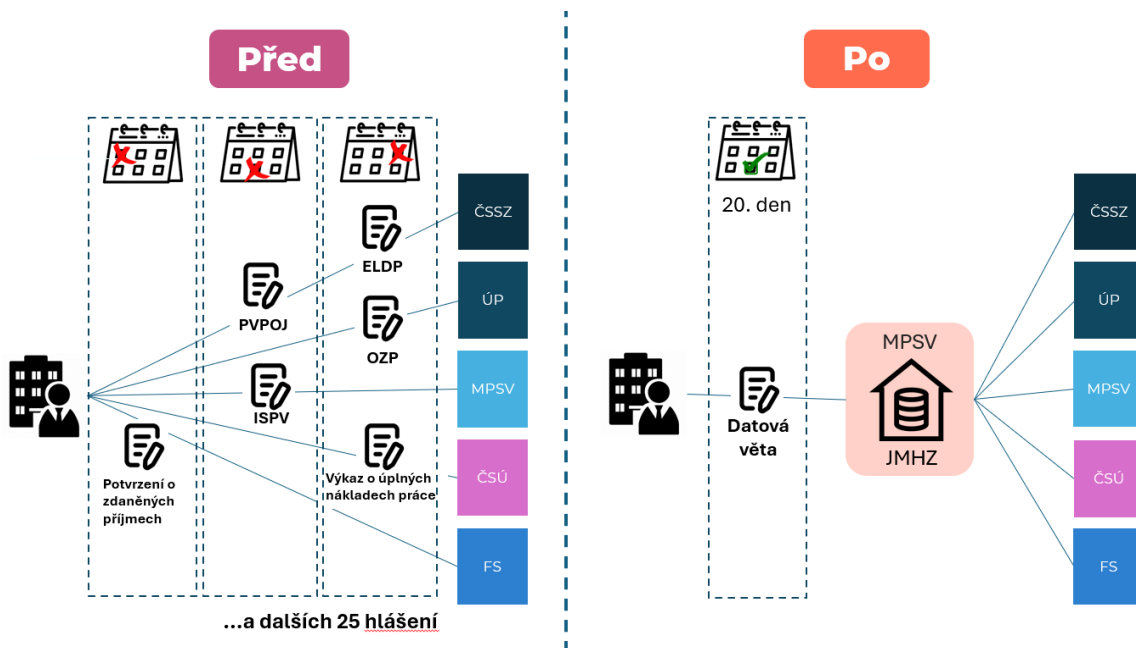 Před
ČSSZ
ELDP
PVPOJ
ÚP
OZP
MPSV
ISPV
Potvrzení o
zdaněných
příjmech
Výkaz o úplných
nákladech práce
ČSÚ
FS
...a dalších 25 hlášení
Po
20. den
ČSSZ
ÚP
MPSV
JMHZ
Datová
věta
MPSV
ČSÚ
FS